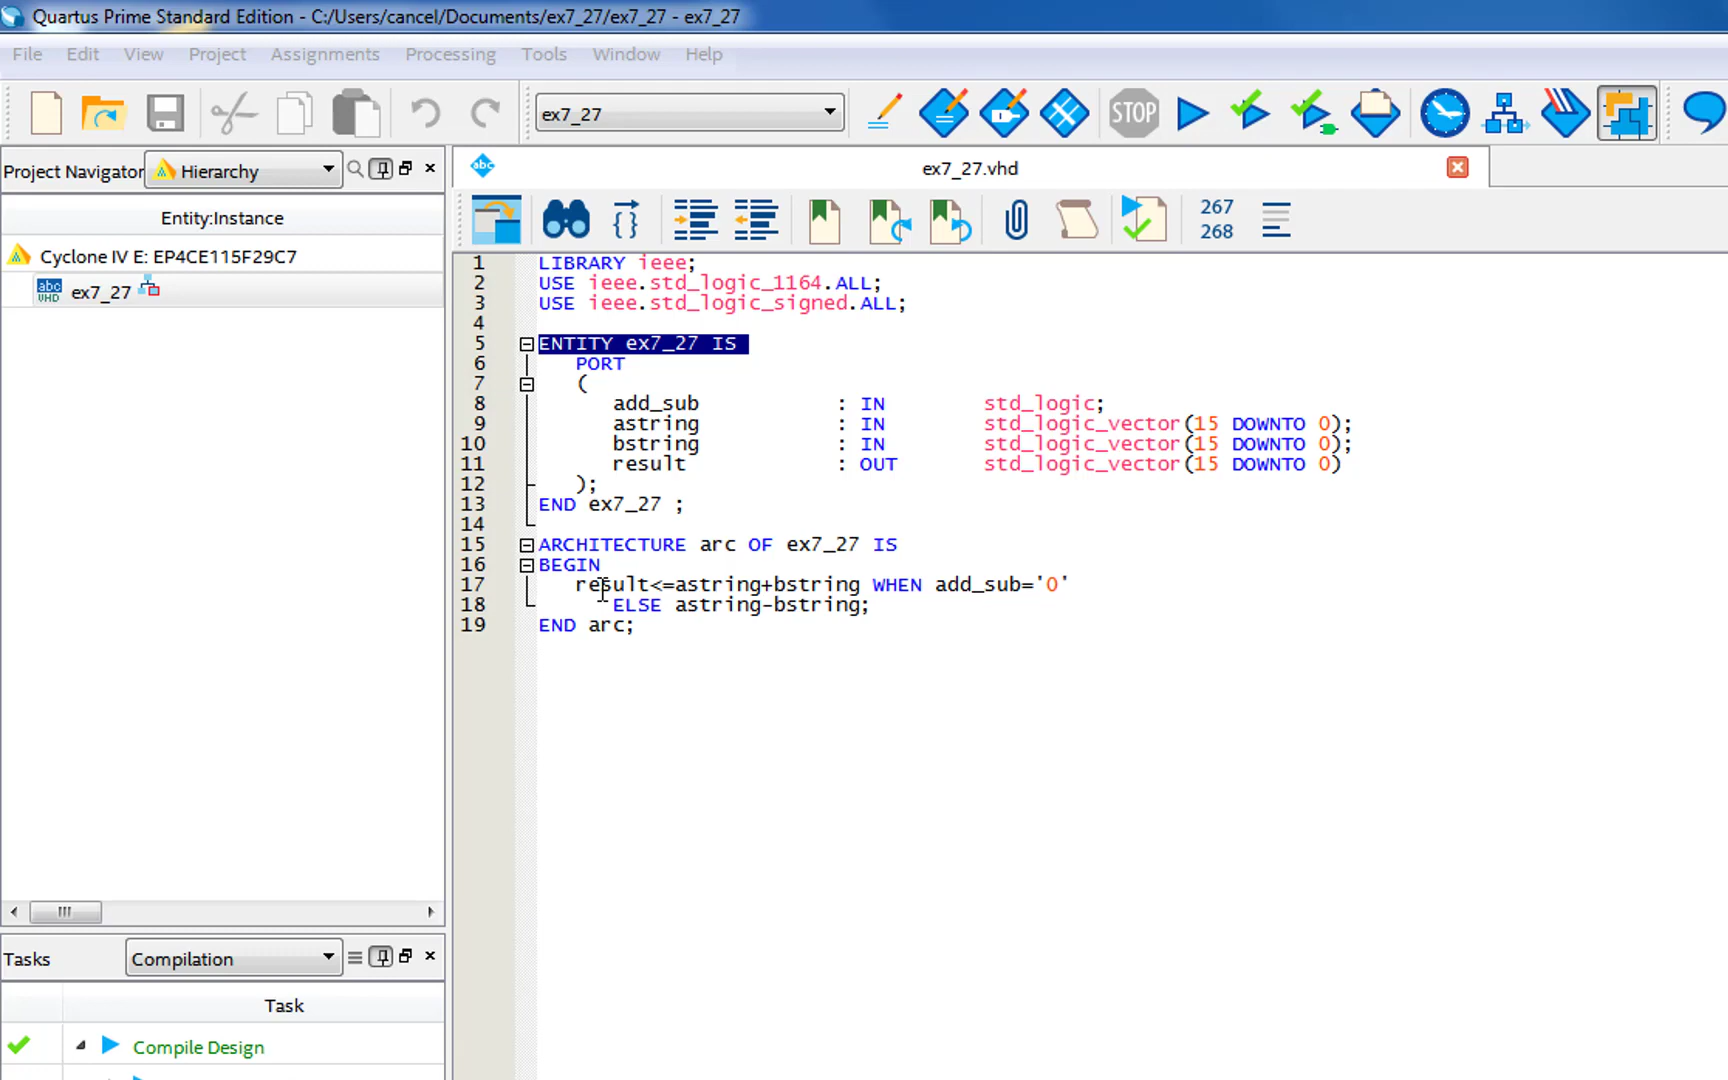 Quartus Prime Standard Edition - C:/Users/cancel/Documents/ex7_27/ex7_27 - ex7_27
File Edit View Project Assignments Processing Tools Window Help
ex7_27
STOP
Project Navigator Hierarchy
ex7_27.vhd
abc
Entity:Instance
267
268
Cyclone IV E: EP4CE115F29C7
abc
VHD
ex7_27
1 LIBRARY ieee;
2 USE ieee.std_logic_1164.ALL;
3 USE ieee.std_logic_signed.ALL;
4
5 ENTITY ex7_27 IS
6 PORT
7 (
8 add_sub : IN std_logic;
9 astring : IN std_logic_vector(15 DOWNTO 0);
10 bstring : IN std_logic_vector(15 DOWNTO 0);
11 result : OUT std_logic_vector(15 DOWNTO 0)
12 );
13 END ex7_27 ;
14
15 ARCHITECTURE arc OF ex7_27 IS
16 BEGIN
17 result<=astring+bstring WHEN add_sub='0'
18 ELSE astring-bstring;
19 END arc;
Tasks Compilation
Task
Compile Design